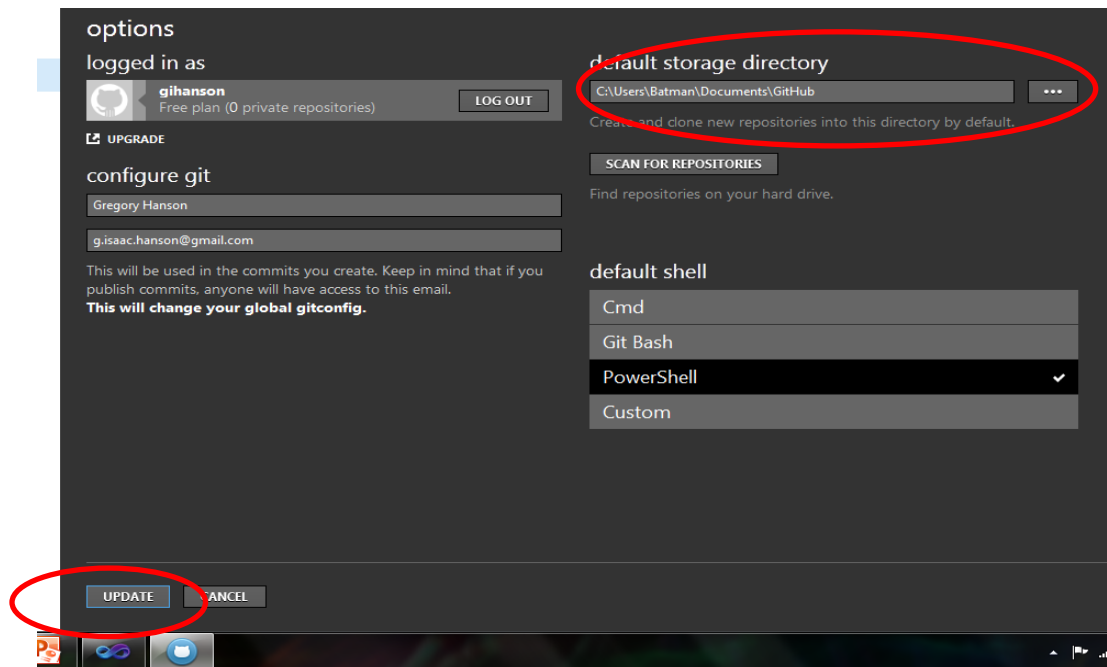 options
logged in as
gihanson
Free plan (0 private repositories)
LOG OUT
UPGRADE
configure git
Gregory Hanson
g.isaac.hanson@gmail.com
This will be used in the commits you create. Keep in mind that if you
publish commits, anyone will have access to this email.
This will change your global gitconfig.
default storage directory
C:\Users\Batman\Documents\GitHub
...
Create and clone new repositories into this directory by default.
SCAN FOR REPOSITORIES
Find repositories on your hard drive.
default shell
Cmd
Git Bash
PowerShell
Custom
UPDATE
CANCEL